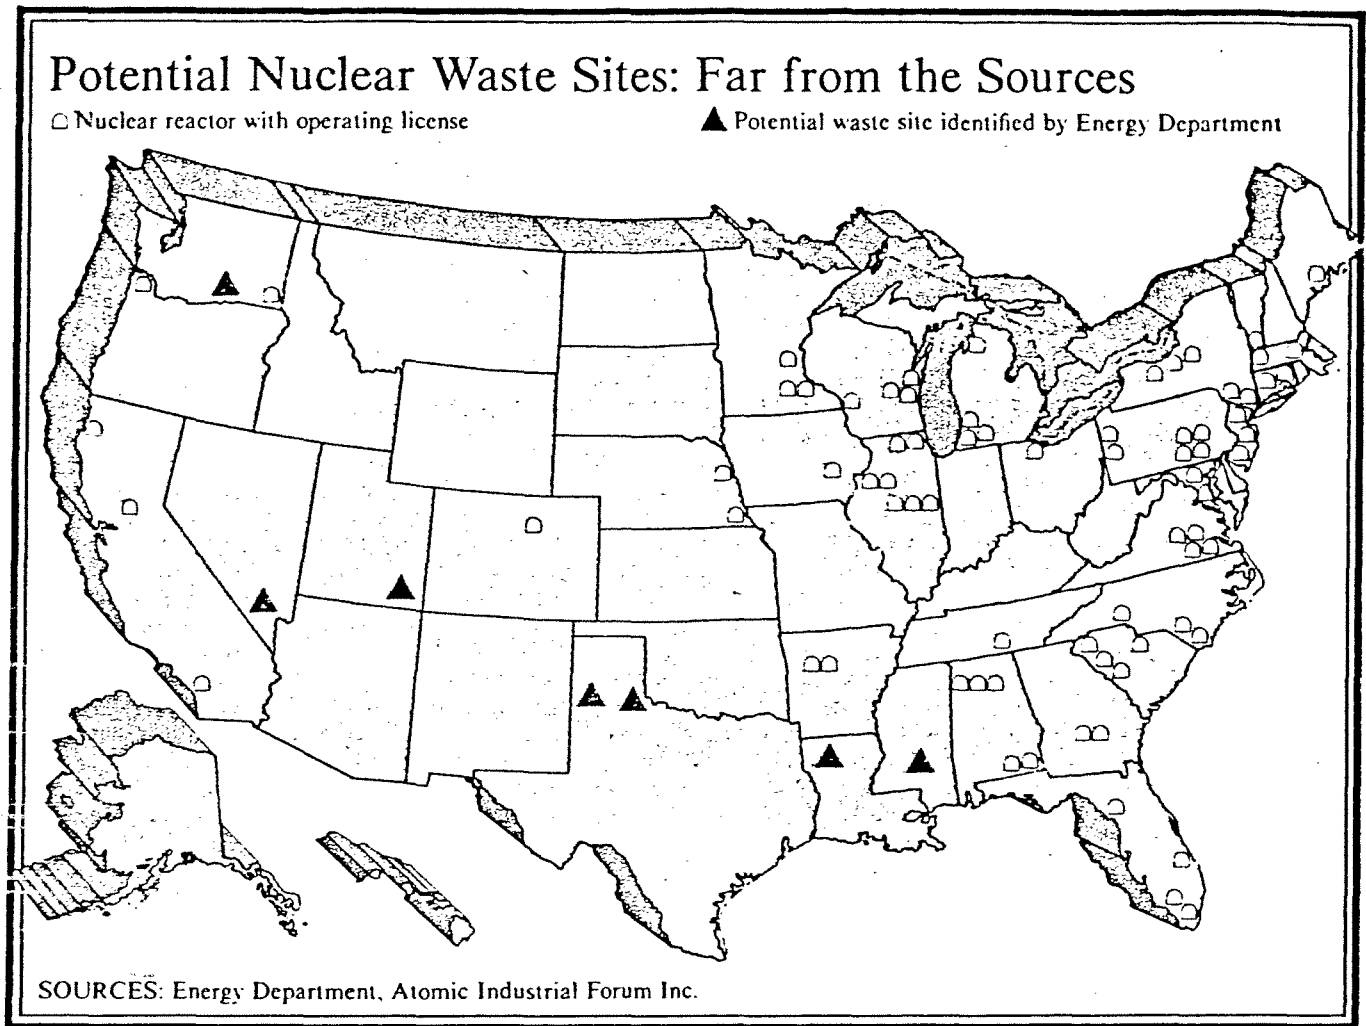 Potential Nuclear Waste Sites: Far from the Sources
Nuclear reactor with operating license
Potential waste site identified by Energy Department
SOURCES: Energy Department, Atomic Industrial Forum Inc.